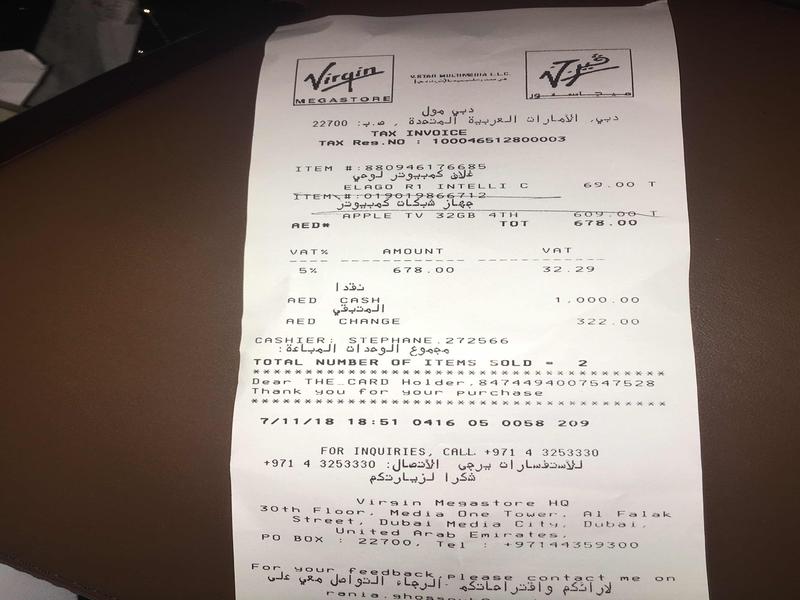 Virgin
MEGASTORE
V.STAR MULTIMEDIA L.L.C.
ڤيرجن
ميجاستور
دبي مول
دبي، الأمارات العربية المتحدة , ص.ب: 22700
TAX INVOICE
TAX Reg.NO : 100046512800003
ITEM #:880946176685
غلاف كمبيوتر لوحي
ELAGO R1 INTELLI C 69.00 T
ITEM #:019019866712
جهاز شبكات كمبيوتر
APPLE TV 32GB 4TH 609.00 T
AED* TOT 678.00
VAT% AMOUNT VAT
5% 678.00 32.29
نقدا
AED CASH 1,000.00
المتبقي
AED CHANGE 322.00
CASHIER: STEPHANE.272566
مجموع الوحدات المباعة:
TOTAL NUMBER OF ITEMS SOLD = 2
Dear THE_CARD Holder,8474494007547528
Thank you for your purchase
7/11/18 18:51 0416 05 0058 209
FOR INQUIRIES, CALL +971 4 3253330
للاستفسارات يرجى الاتصال: 3253330 4 971+
شكرا لزيارتكم
Virgin Megastore HQ
30th Floor, Media One Tower, Al Falak
Street, Dubai Media City, Dubai,
United Arab Emirates,
PO BOX : 22700, Tel : +97144359300
For your feedback please contact me on
لارائكم واقتراحاتكم الرجاء التواصل معي على